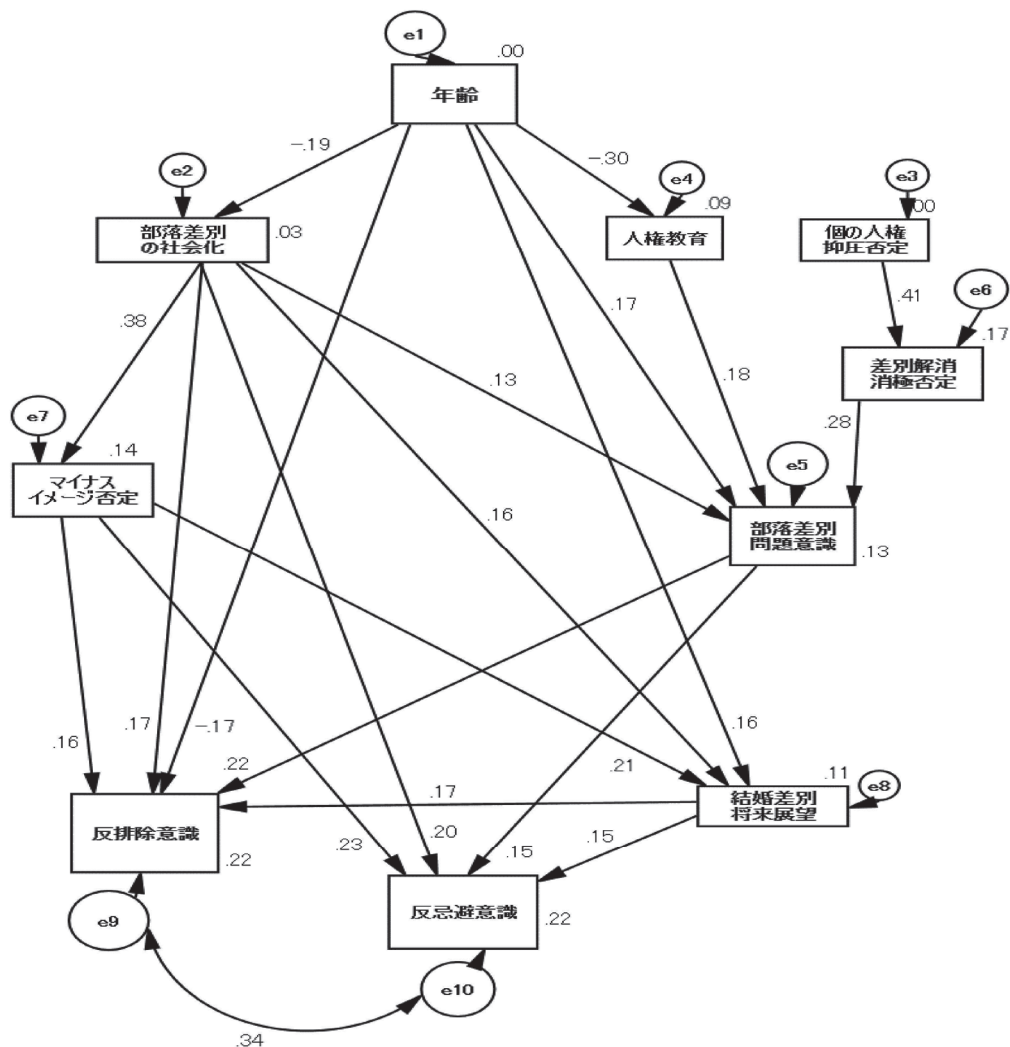 e1
.00
年齢
-.19
-.30
e2
e4
e3
.09
.00
部落差別
の社会化
.03
人権教育
個の人権
抑圧否定
.38
.17
.41
e6
.17
差別解消
消極否定
.13
.18
.28
e7
.14
マイナス
イメージ否定
e5
.16
部落差別
問題意識
.13
.16
.17
-.17
.22
.21
.16
.11
e8
結婚差別
将来展望
.17
反排除意識
.22
.23
.20
.15
.15
反忌避意識
.22
e9
e10
.34